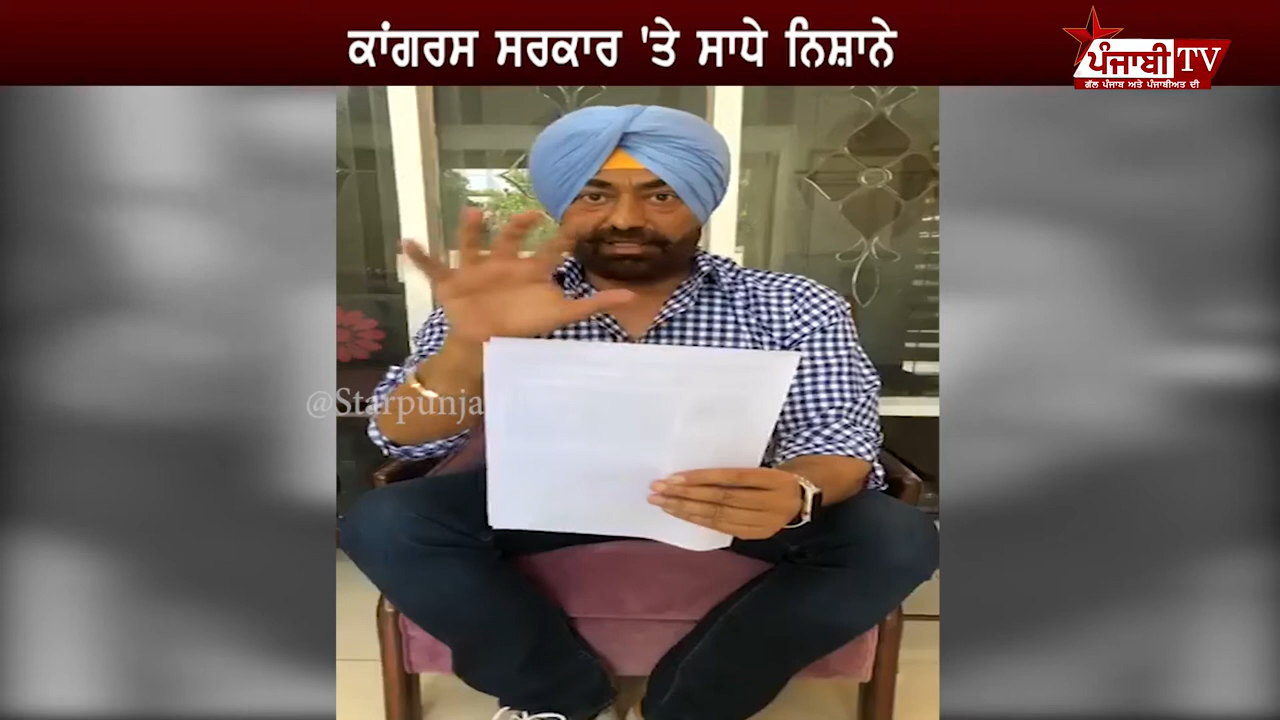 ਕਾਂਗਰਸ ਸਰਕਾਰ 'ਤੇ ਸਾਧੇ ਨਿਸ਼ਾਨੇ
ਪੰਜਾਬੀ TV
ਗੱਲ ਪੰਜਾਬ ਅਤੇ ਪੰਜਾਬੀਅਤ ਦੀ
@Starpunja